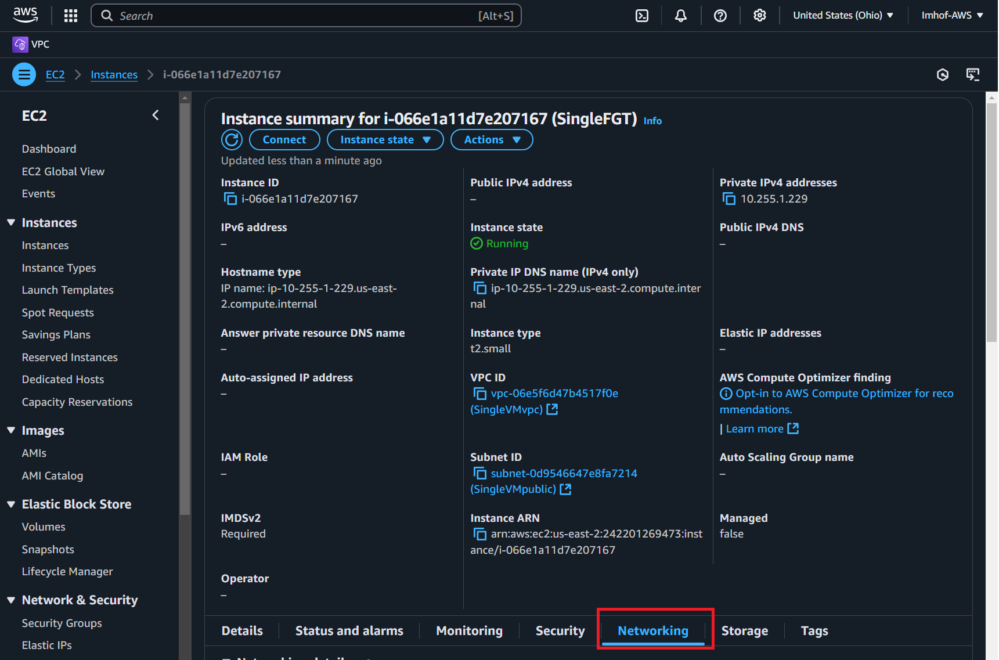 aws
Search [Alt+S]
United States (Ohio)
Imhof-AWS
VPC
EC2
Instances
i-066e1a11d7e207167
EC2
Dashboard
EC2 Global View
Events
Instances
Instances
Instance Types
Launch Templates
Spot Requests
Savings Plans
Reserved Instances
Dedicated Hosts
Capacity Reservations
Images
AMIs
AMI Catalog
Elastic Block Store
Volumes
Snapshots
Lifecycle Manager
Network & Security
Security Groups
Elastic IPs
Instance summary for i-066e1a11d7e207167 (SingleFGT) Info
Connect
Instance state
Actions
Updated less than a minute ago
Instance ID
i-066e1a11d7e207167
Public IPv4 address
–
Private IPv4 addresses
10.255.1.229
IPv6 address
–
Instance state
Running
Public IPv4 DNS
–
Hostname type
IP name: ip-10-255-1-229.us-east-
2.compute.internal
Private IP DNS name (IPv4 only)
ip-10-255-1-229.us-east-2.compute.inter
nal
Answer private resource DNS name
–
Instance type
t2.small
Elastic IP addresses
–
Auto-assigned IP address
–
VPC ID
vpc-06e5f6d47b4517f0e
(SingleVMvpc)
AWS Compute Optimizer finding
Opt-in to AWS Compute Optimizer for reco
mmendations.
| Learn more
IAM Role
–
Subnet ID
subnet-0d9546647e8fa7214
(SingleVMpublic)
Auto Scaling Group name
–
IMDSv2
Required
Instance ARN
arn:aws:ec2:us-east-2:242201269473:inst
ance/i-066e1a11d7e207167
Managed
false
Operator
–
Details
Status and alarms
Monitoring
Security
Networking
Storage
Tags